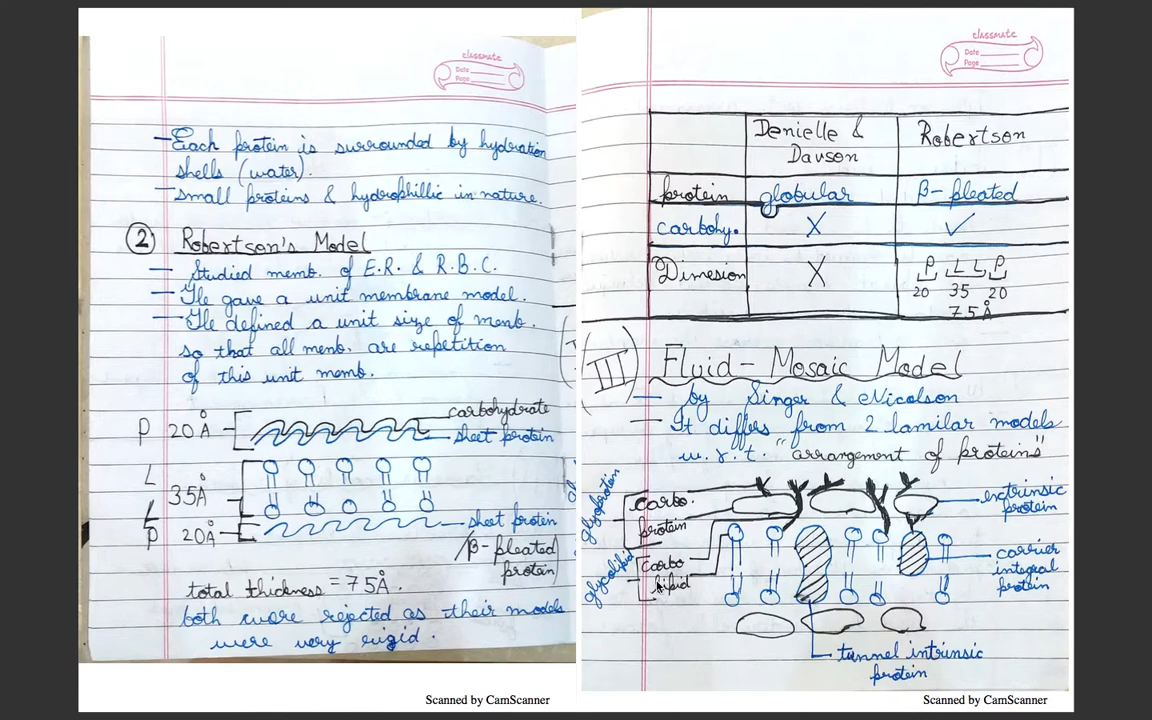 classmate
Date
Page
– Each protein is surrounded by hydration
shells (water).
– Small proteins & hydrophillic in nature.
② Robertson's Model
– Studied memb. of E.R. & R.B.C.
– He gave a unit membrane model.
– He defined a unit size of memb.
so that all memb. are repetition
of this unit memb.
carbohydrate
P 20Å
sheet protein
L
35Å
L
sheet protein
P 20Å
/β-pleated
protein
total thickness = 75Å.
both were rejected as their models
were very rigid.
Scanned by CamScanner
classmate
Date
Page
Denielle & Robertson
Davson
protein globular β-pleated
carbohy. X ✓
Dimesion X P L L P
20 35 20
75Å
III Fluid-Mosaic Model
– by Singer & Nicolson
– It differs from 2 lamilar models
w.r.t. "arrangement of proteins"
glycoprotein
carbo.
extrinsic
protein
protein
glycolipid
carbo
lipid
carrier
integral
protein
tunnel intrinsic
protein
Scanned by CamScanner